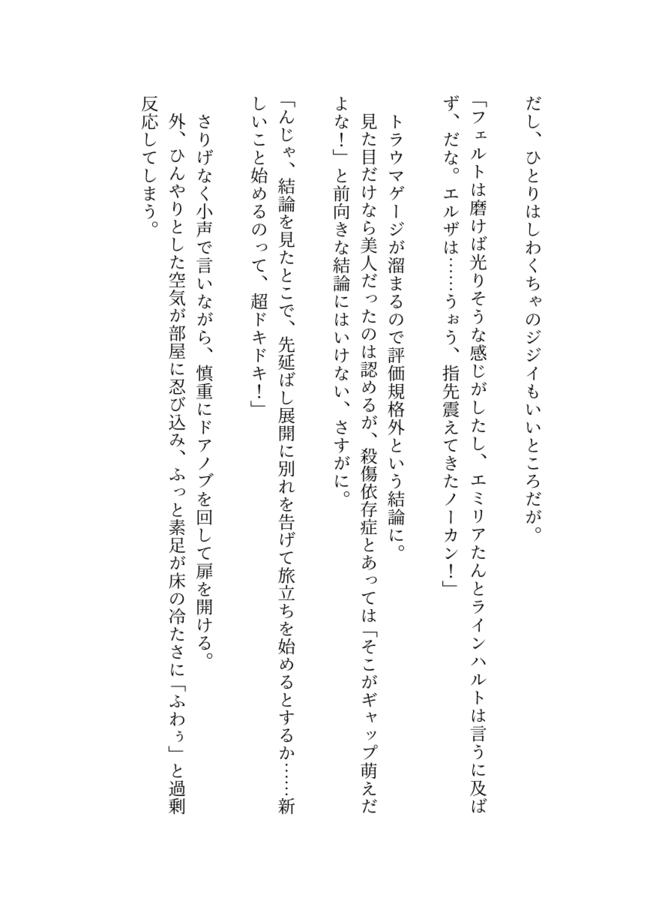 だし、ひとりはしわくちゃのジジイもいいところだが。
「フェルトは磨けば光りそうな感じがしたし、エミリアたんとラインハルトは言うに及ば
ず、だな。エルザは……うぉう、指先震えてきたノーカン！」
トラウマゲージが溜まるので評価規格外という結論に。
見た目だけなら美人だったのは認めるが、殺傷依存症とあっては「そこがギャップ萌えだ
よな！」と前向きな結論にはいけない、さすがに。
「んじゃ、結論を見たとこで、先延ばし展開に別れを告げて旅立ちを始めるとするか……新
しいこと始めるのって、超ドキドキ！」
さりげなく小声で言いながら、慎重にドアノブを回して扉を開ける。
外、ひんやりとした空気が部屋に忍び込み、ふっと素足が床の冷たさに「ふわぅ」と過剰
反応してしまう。